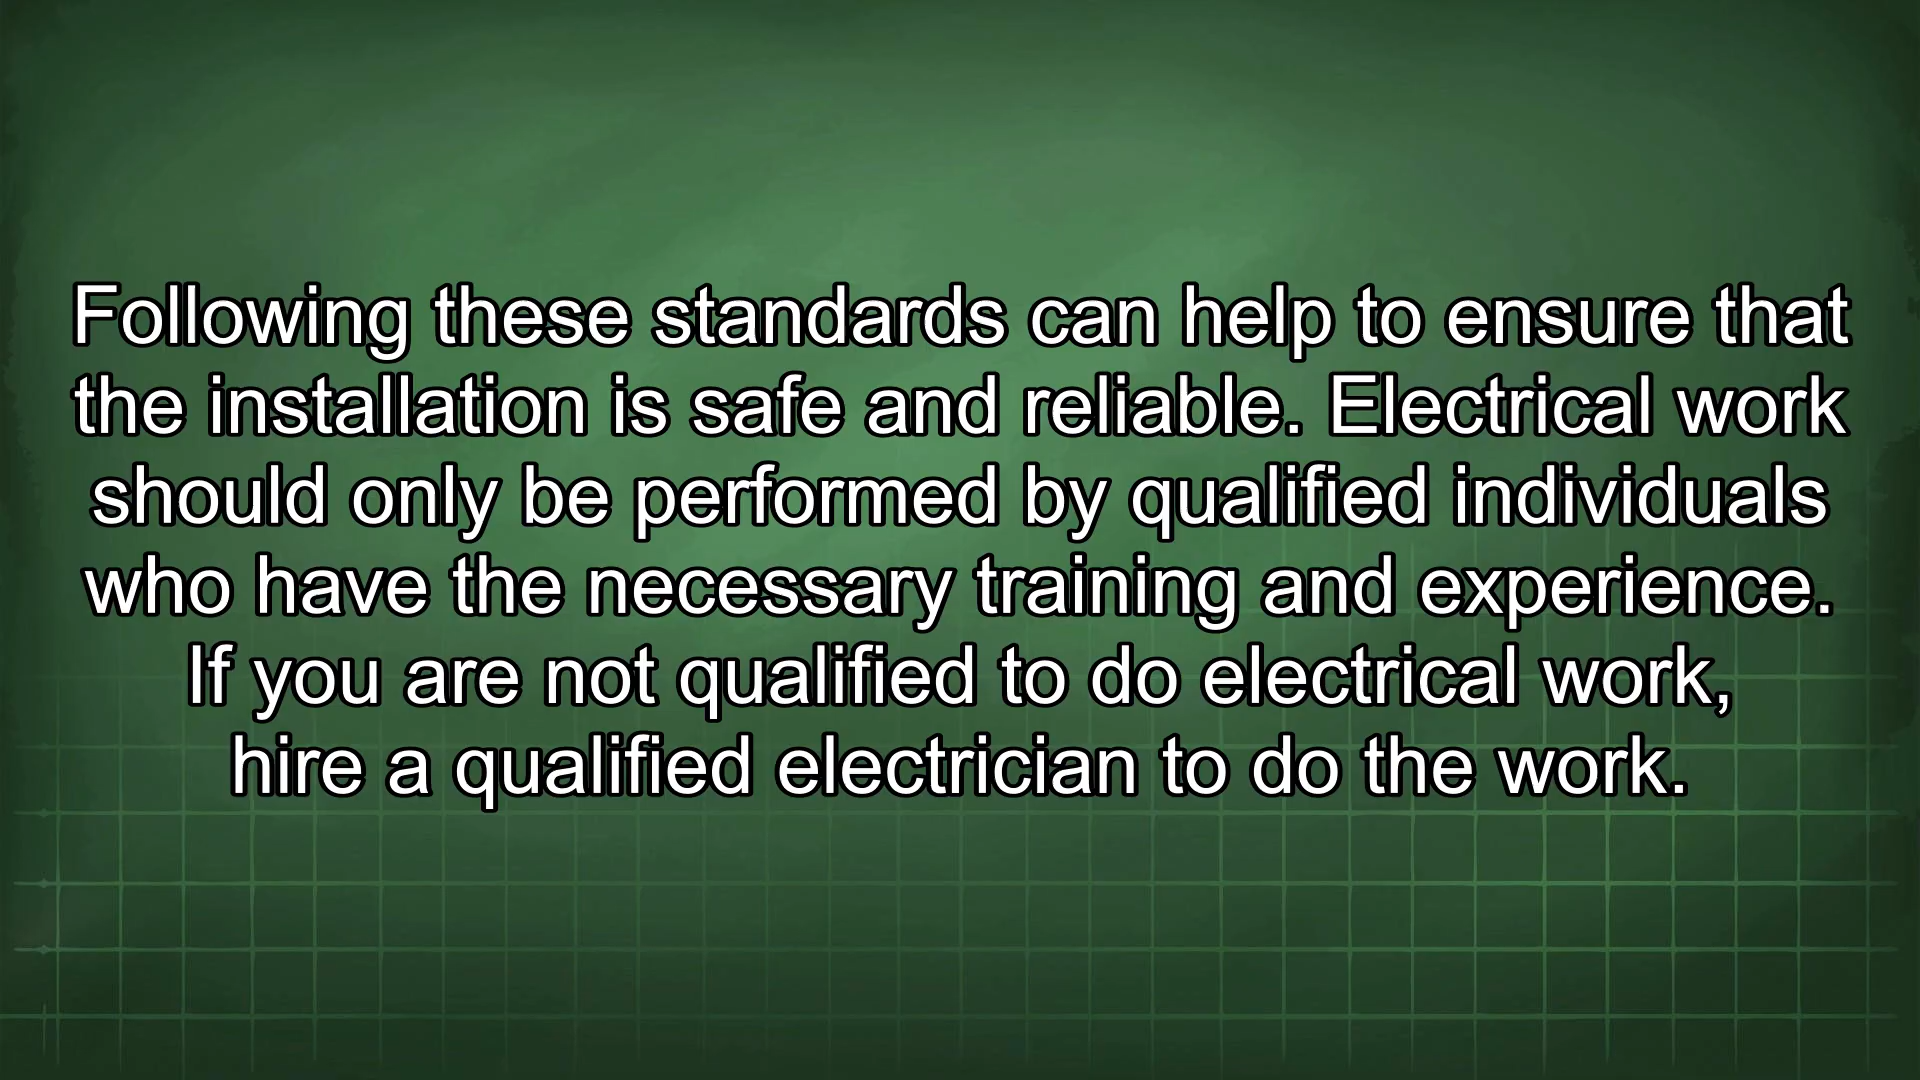 Following these standards can help to ensure that
the installation is safe and reliable. Electrical work
should only be performed by qualified individuals
who have the necessary training and experience.
If you are not qualified to do electrical work,
hire a qualified electrician to do the work.